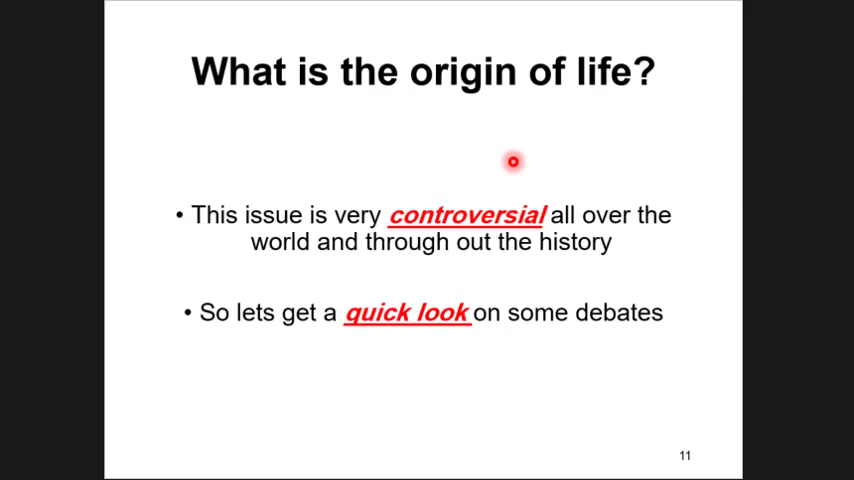 What is the origin of life?
• This issue is very controversial all over the
world and through out the history
• So lets get a quick look on some debates
11